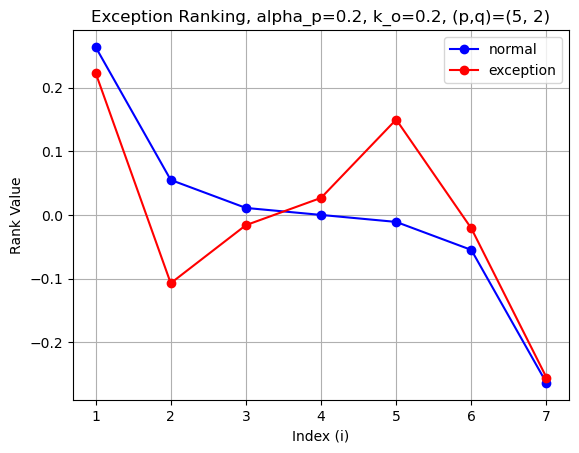 Exception Ranking, alpha_p=0.2, k_o=0.2, (p,q)=(5, 2)
normal
exception
Rank Value
0.2
0.1
0.0
−0.1
−0.2
1 2 3 4 5 6 7
Index (i)